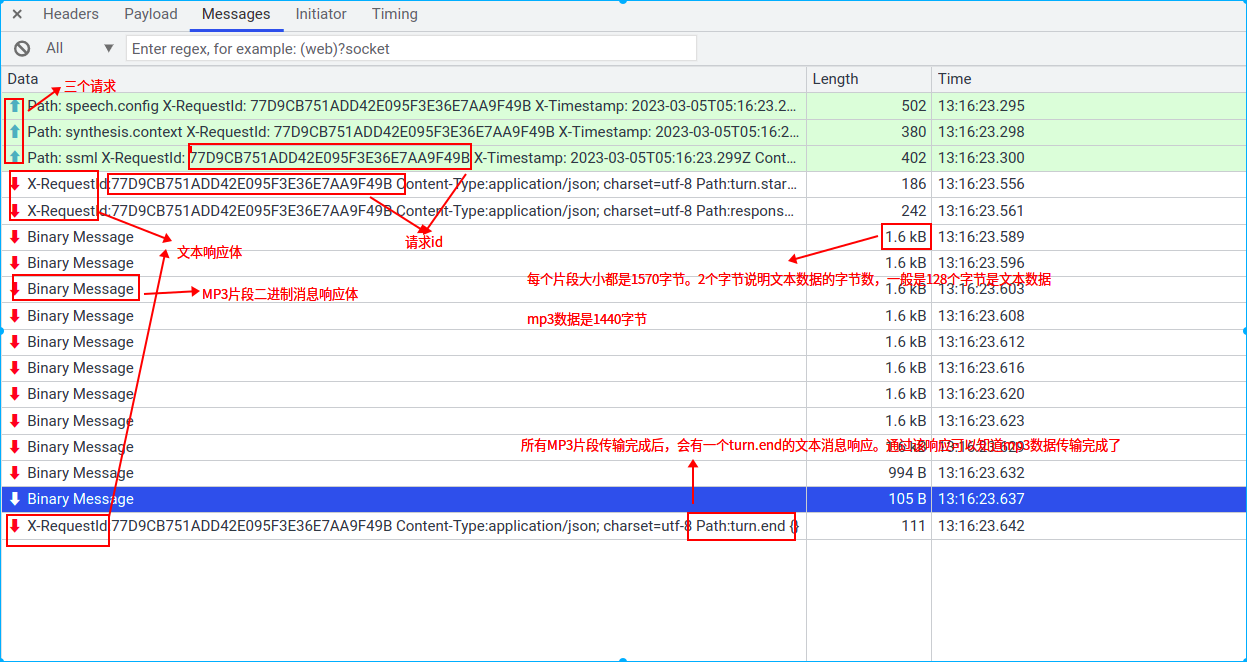 × Headers Payload Messages Initiator Timing
All ▼ Enter regex, for example: (web)?socket
Data Length Time
三个请求
Path: speech.config X-RequestId: 77D9CB751ADD42E095F3E36E7AA9F49B X-Timestamp: 2023-03-05T05:16:23.2... 502 13:16:23.295
Path: synthesis.context X-RequestId: 77D9CB751ADD42E095F3E36E7AA9F49B X-Timestamp: 2023-03-05T05:16:2... 380 13:16:23.298
Path: ssml X-RequestId: 77D9CB751ADD42E095F3E36E7AA9F49B X-Timestamp: 2023-03-05T05:16:23.299Z Cont... 402 13:16:23.300
X-RequestId:77D9CB751ADD42E095F3E36E7AA9F49B Content-Type:application/json; charset=utf-8 Path:turn.star... 186 13:16:23.556
X-RequestId:77D9CB751ADD42E095F3E36E7AA9F49B Content-Type:application/json; charset=utf-8 Path:respons... 242 13:16:23.561
Binary Message 1.6 kB 13:16:23.589
请求id
文本响应体
Binary Message 1.6 kB 13:16:23.596
每个片段大小都是1570字节。2个字节说明文本数据的字节数，一般是128个字节是文本数据
Binary Message 1.6 kB 13:16:23.603
MP3片段二进制消息响应体
Binary Message 1.6 kB 13:16:23.608
mp3数据是1440字节
Binary Message 1.6 kB 13:16:23.612
Binary Message 1.6 kB 13:16:23.616
Binary Message 1.6 kB 13:16:23.620
Binary Message 1.6 kB 13:16:23.623
Binary Message 1.6 kB 13:16:23.629
所有MP3片段传输完成后，会有一个turn.end的文本消息响应。通过该响应可以知道mp3数据传输完成了
Binary Message 994 B 13:16:23.632
Binary Message 105 B 13:16:23.637
X-RequestId:77D9CB751ADD42E095F3E36E7AA9F49B Content-Type:application/json; charset=utf-8 Path:turn.end {} 111 13:16:23.642